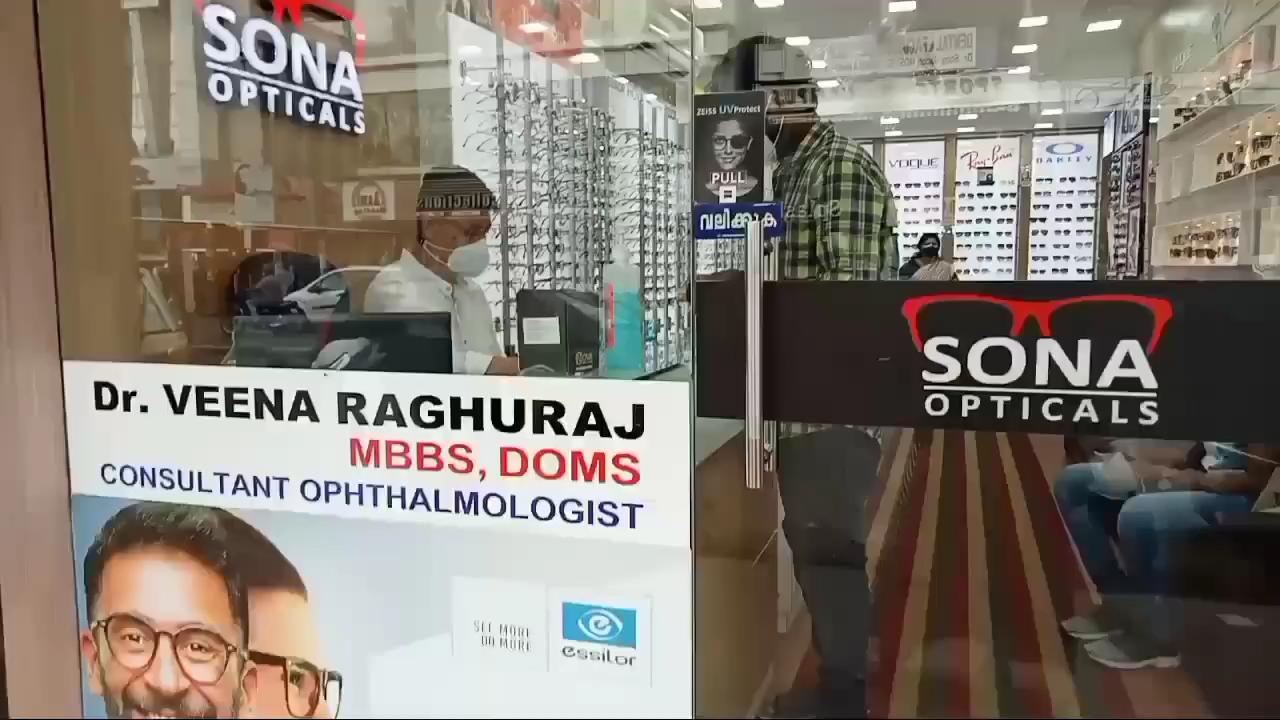 SONA
OPTICALS
ZEISS UVProtect
PULL
വലിക്കുക
VOGUE
Ray-Ban
OAKLEY
SONA
OPTICALS
Dr. VEENA RAGHURAJ
MBBS, DOMS
CONSULTANT OPHTHALMOLOGIST
SEE MORE
DO MORE
essilor